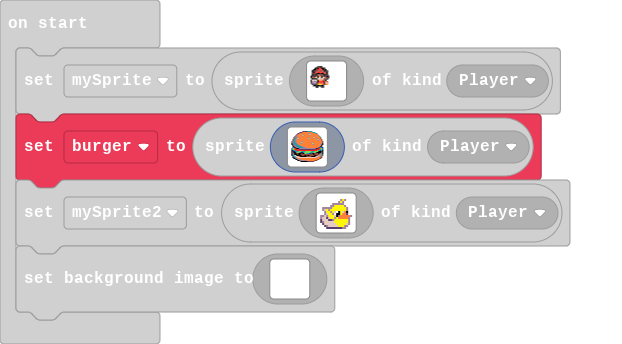 on start
set mySprite to sprite of kind Player
set burger to sprite of kind Player
set mySprite2 to sprite of kind Player
set background image to